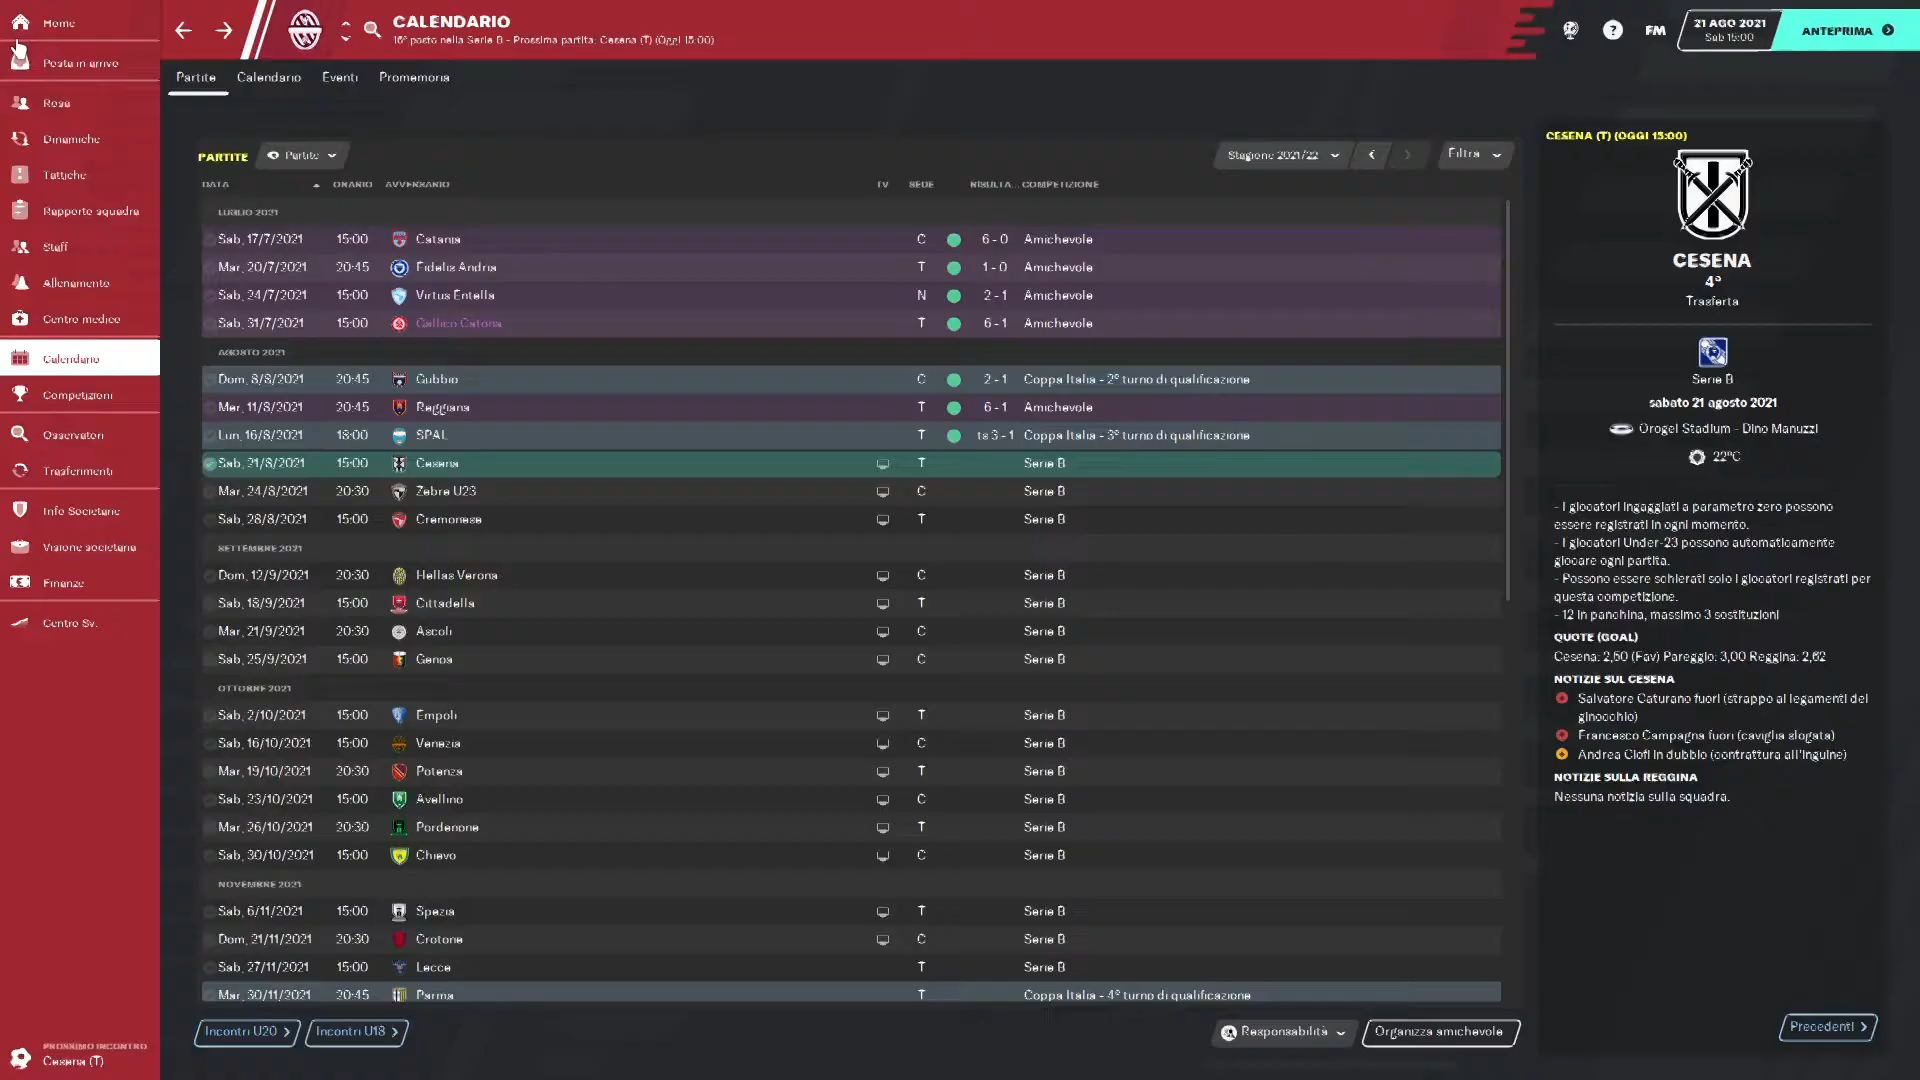 Home
Posta in arrivo
Rosa
Dinamiche
Tattiche
Rapporto squadra
Staff
Allenamento
Centro medico
Calendario
Competizioni
Osservatori
Trasferimenti
Info Societarie
Visione societaria
Finanze
Centro Sv.
PROSSIMO INCONTRO
Cesena (T)
CALENDARIO
16° posto nella Serie B - Prossima partita: Cesena (T) (Oggi 15:00)
FM
21 AGO 2021
Sab 15:00
ANTEPRIMA
Partite Calendario Eventi Promemoria
PARTITE Partite Stagione 2021/22 Filtra
DATA ORARIO AVVERSARIO TV SEDE RISULTA... COMPETIZIONE
LUGLIO 2021
Sab, 17/7/2021 15:00 Catania C 6 - 0 Amichevole
Mar, 20/7/2021 20:45 Fidelis Andria T 1 - 0 Amichevole
Sab, 24/7/2021 15:00 Virtus Entella N 2 - 1 Amichevole
Sab, 31/7/2021 15:00 Gallico Catona T 6 - 1 Amichevole
AGOSTO 2021
Dom, 8/8/2021 20:45 Gubbio C 2 - 1 Coppa Italia - 2° turno di qualificazione
Mer, 11/8/2021 20:45 Reggiana T 6 - 1 Amichevole
Lun, 16/8/2021 18:00 SPAL T ts 3 - 1 Coppa Italia - 3° turno di qualificazione
Sab, 21/8/2021 15:00 Cesena T Serie B
Mar, 24/8/2021 20:30 Zebre U23 C Serie B
Sab, 28/8/2021 15:00 Cremonese T Serie B
SETTEMBRE 2021
Dom, 12/9/2021 20:30 Hellas Verona C Serie B
Sab, 18/9/2021 15:00 Cittadella T Serie B
Mar, 21/9/2021 20:30 Ascoli C Serie B
Sab, 25/9/2021 15:00 Genoa C Serie B
OTTOBRE 2021
Sab, 2/10/2021 15:00 Empoli T Serie B
Sab, 16/10/2021 15:00 Venezia C Serie B
Mar, 19/10/2021 20:30 Potenza T Serie B
Sab, 23/10/2021 15:00 Avellino C Serie B
Mar, 26/10/2021 20:30 Pordenone T Serie B
Sab, 30/10/2021 15:00 Chievo C Serie B
NOVEMBRE 2021
Sab, 6/11/2021 15:00 Spezia T Serie B
Dom, 21/11/2021 20:30 Crotone C Serie B
Sab, 27/11/2021 15:00 Lecce T Serie B
Mar, 30/11/2021 20:45 Parma T Coppa Italia - 4° turno di qualificazione
Incontri U20 Incontri U18 Responsabilità Organizza amichevole
CESENA (T) (OGGI 15:00)
CESENA
4°
Trasferta
Serie B
sabato 21 agosto 2021
Orogel Stadium - Dino Manuzzi
22°C
- I giocatori ingaggiati a parametro zero possono
essere registrati in ogni momento.
- I giocatori Under-23 possono automaticamente
giocare ogni partita.
- Possono essere schierati solo i giocatori registrati per
questa competizione.
- 12 in panchina, massimo 3 sostituzioni
QUOTE (GOAL)
Cesena: 2,60 (Fav) Pareggio: 3,00 Reggina: 2,62
NOTIZIE SUL CESENA
Salvatore Caturano fuori (strappo ai legamenti del
ginocchio)
Francesco Campagna fuori (caviglia slogata)
Andrea Ciofi in dubbio (contrattura all'inguine)
NOTIZIE SULLA REGGINA
Nessuna notizia sulla squadra.
Precedenti